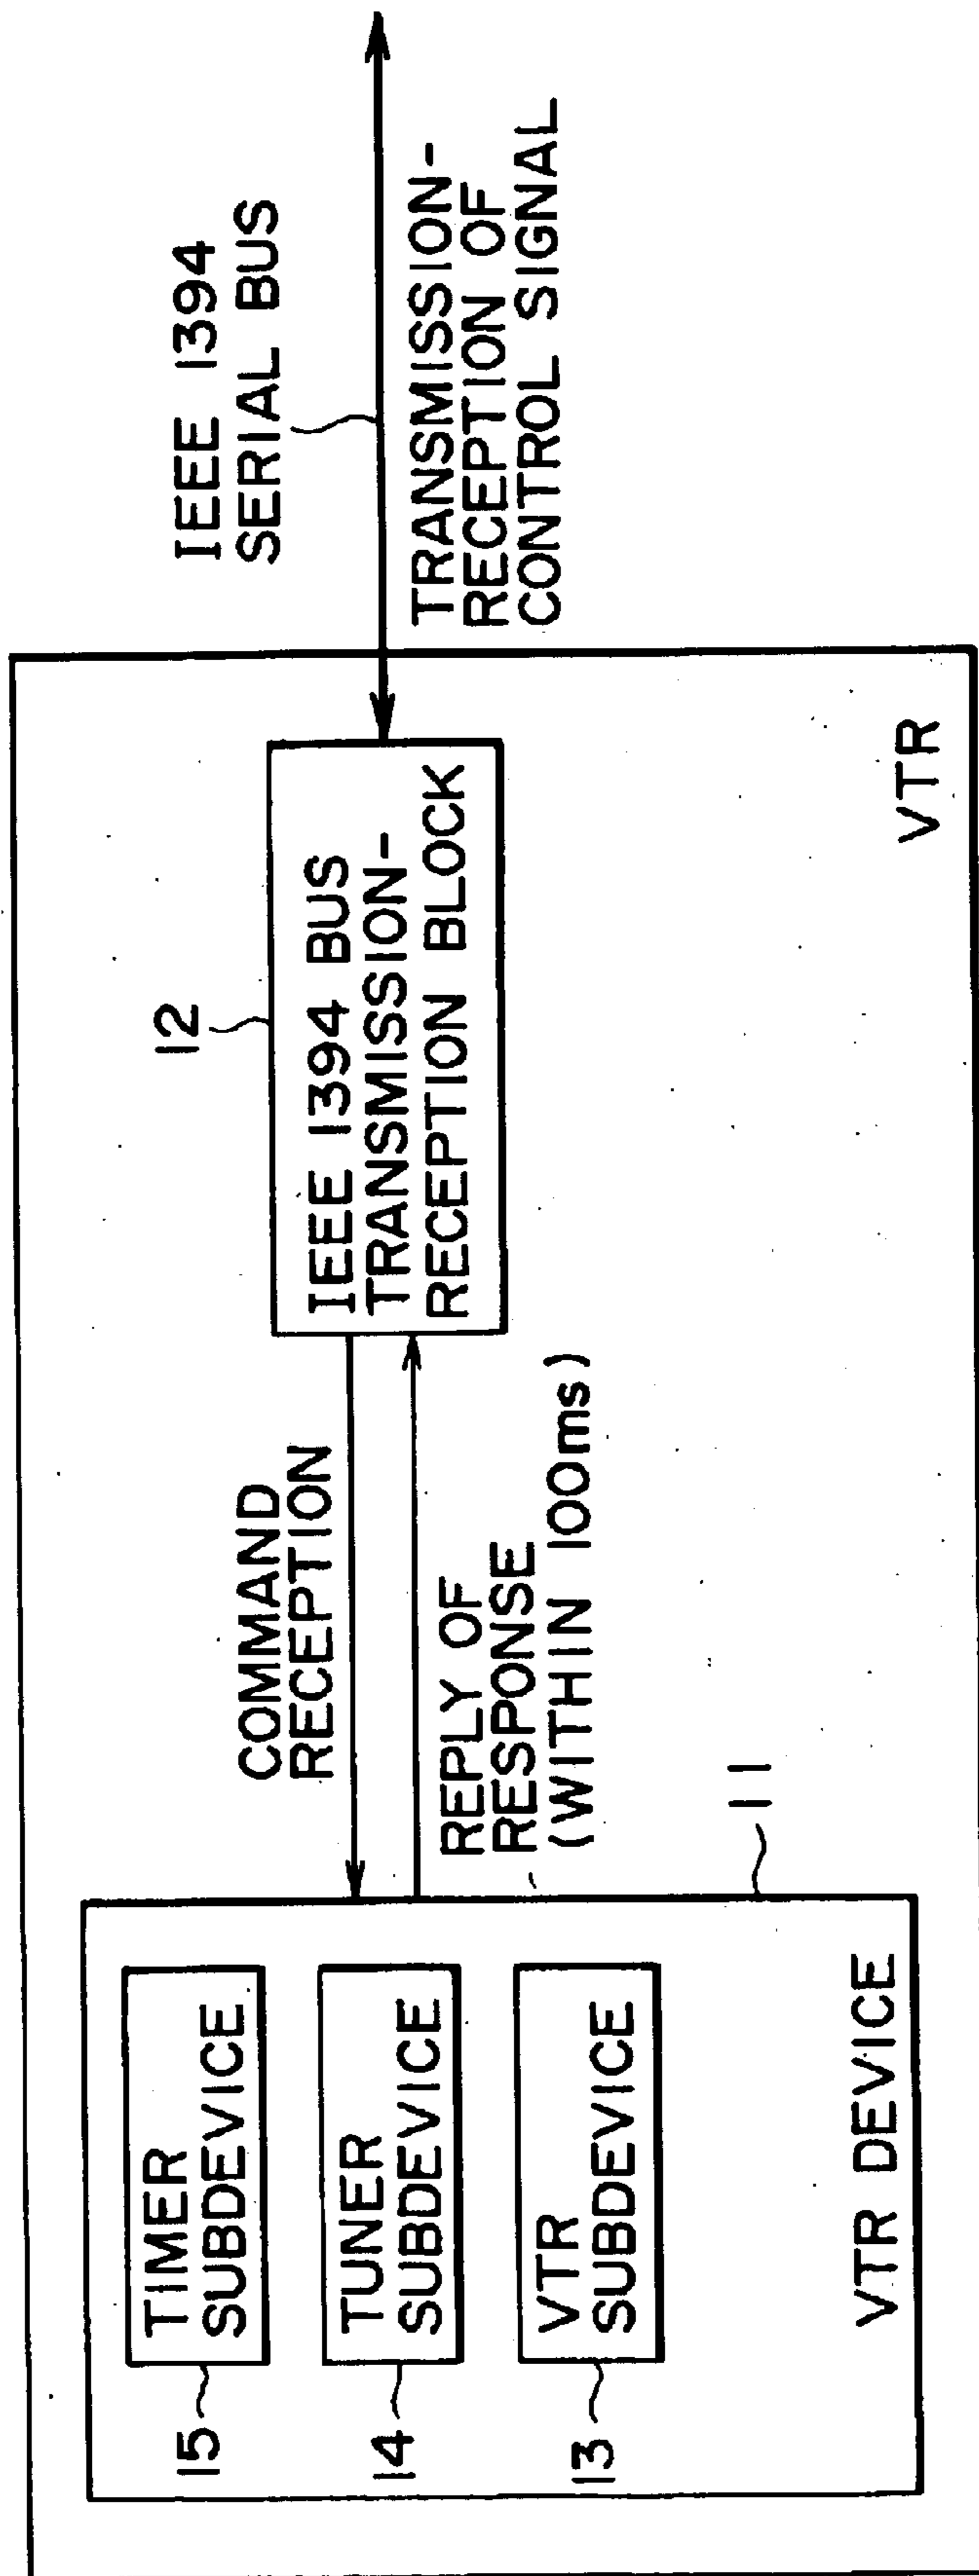 15
TIMER
SUBDEVICE
14
TUNER
SUBDEVICE
13
VTR
SUBDEVICE
VTR DEVICE
11
COMMAND
RECEPTION
REPLY OF
RESPONSE
(WITHIN 100ms)
12
IEEE 1394 BUS
TRANSMISSION-
RECEPTION BLOCK
VTR
IEEE 1394
SERIAL BUS
TRANSMISSION-
RECEPTION OF
CONTROL SIGNAL